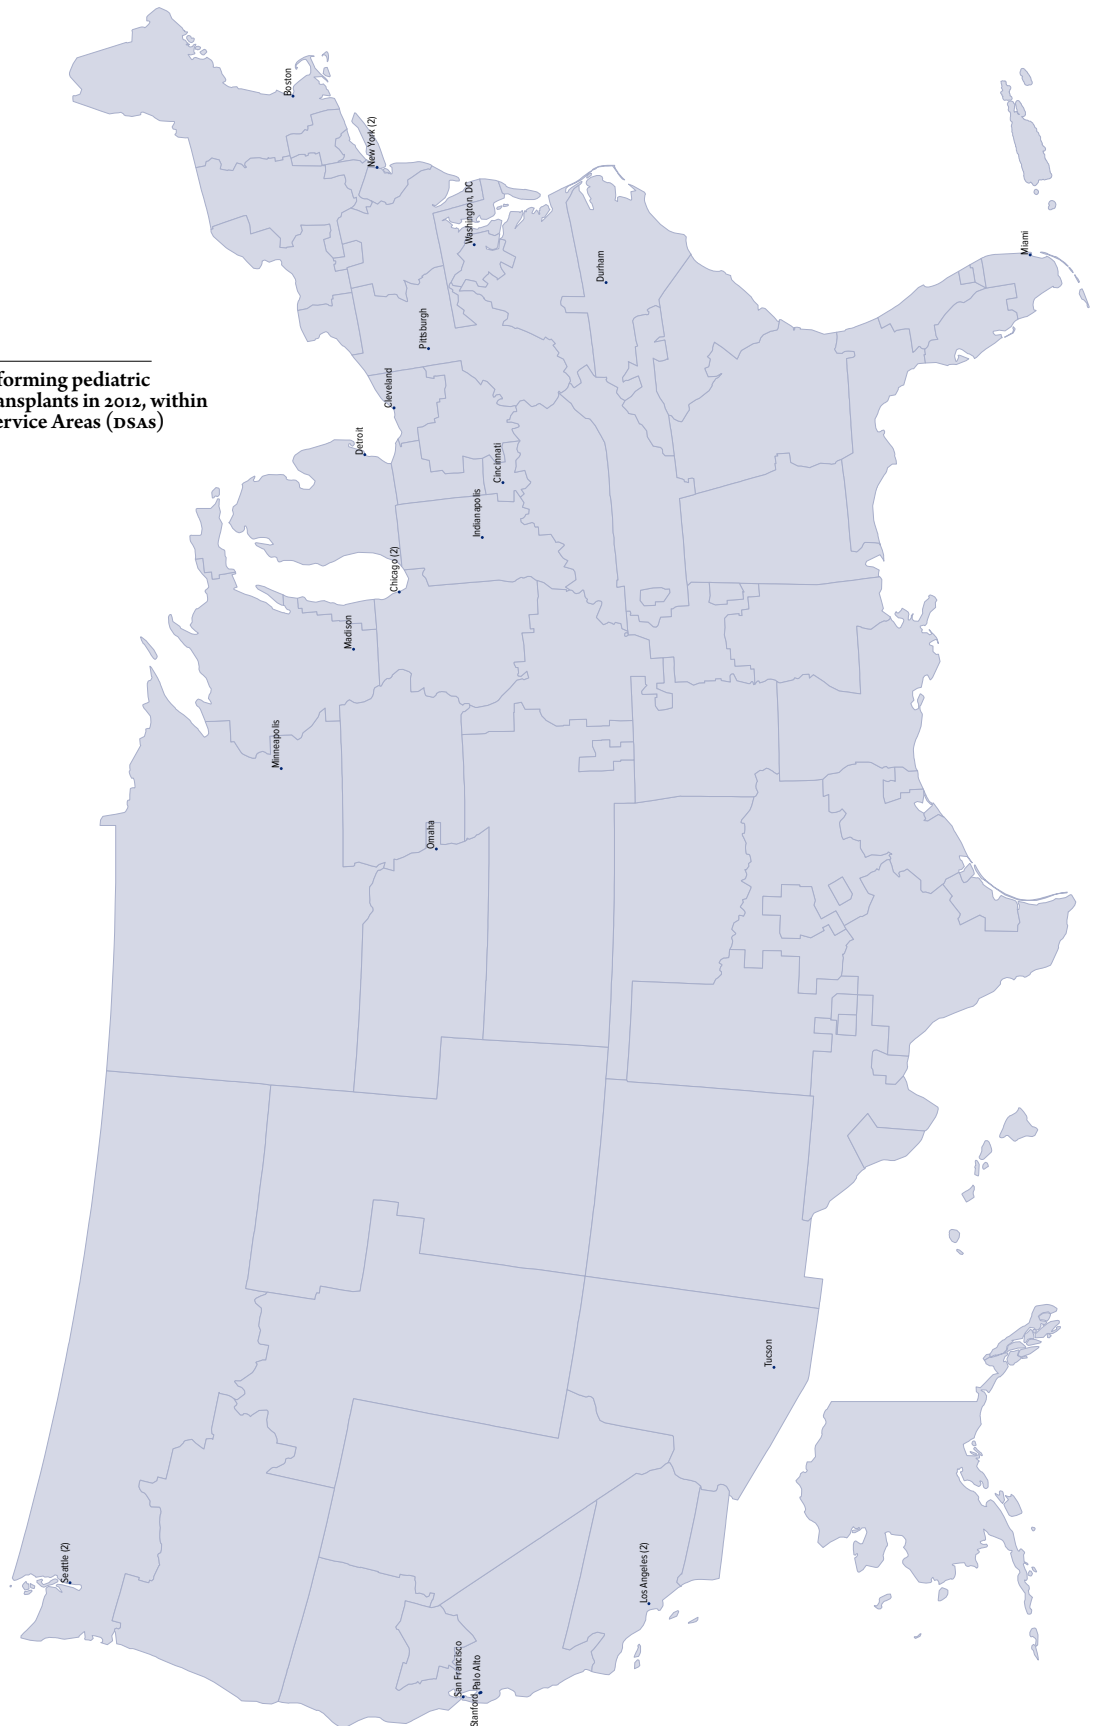 forming pediatric
ansplants in 2012, within
ervice Areas (DSAs)
Boston
New York (2)
Washington, DC
Durham
Miami
Pittsburgh
Cleveland
Detroit
Cincinnati
Indianapolis
Chicago (2)
Madison
Minneapolis
Omaha
Tucson
Seattle (2)
Los Angeles (2)
San Francisco
Stanford, Palo Alto